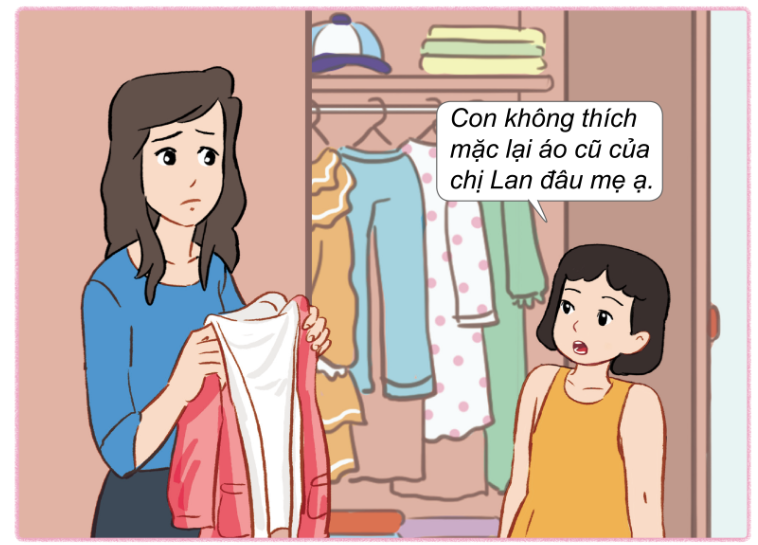 Con không thích
mặc lại áo cũ của
chị Lan đâu mẹ ạ.